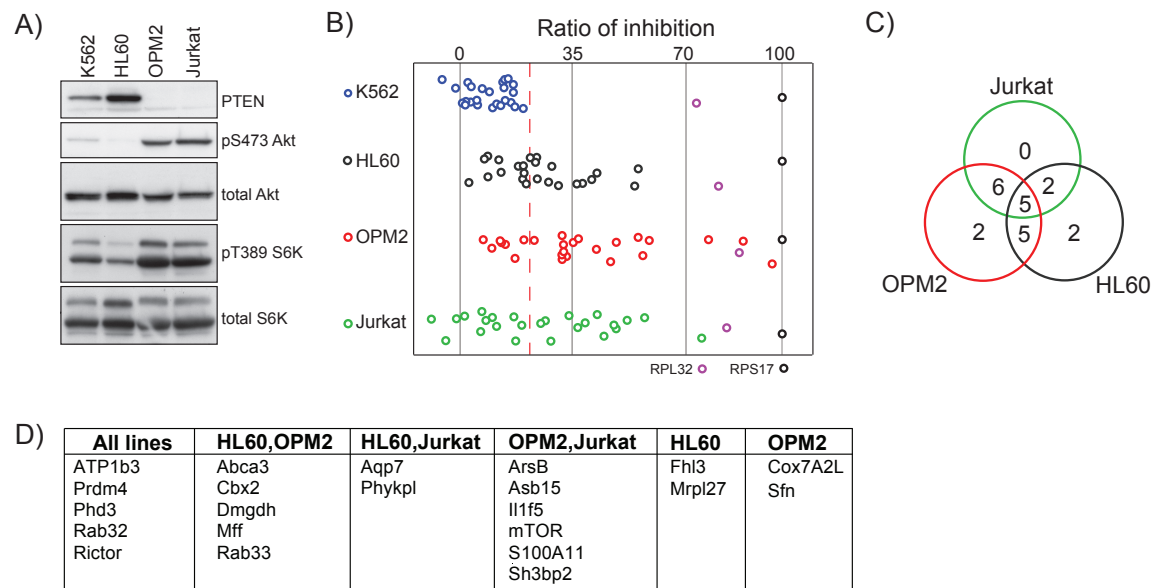 A)
K562
HL60
OPM2
Jurkat
PTEN
pS473 Akt
total Akt
pT389 S6K
total S6K
B)
Ratio of inhibition
0
35
70
100
K562
HL60
OPM2
Jurkat
RPL32
RPS17
C)
Jurkat
0
6
2
5
2
5
2
OPM2
HL60
D)
All lines
HL60,OPM2
HL60,Jurkat
OPM2,Jurkat
HL60
OPM2
ATP1b3
Prdm4
Phd3
Rab32
Rictor
Abca3
Cbx2
Dmgdh
Mff
Rab33
Aqp7
Phykpl
ArsB
Asb15
Il1f5
mTOR
S100A11
Sh3bp2
Fhl3
Mrpl27
Cox7A2L
Sfn